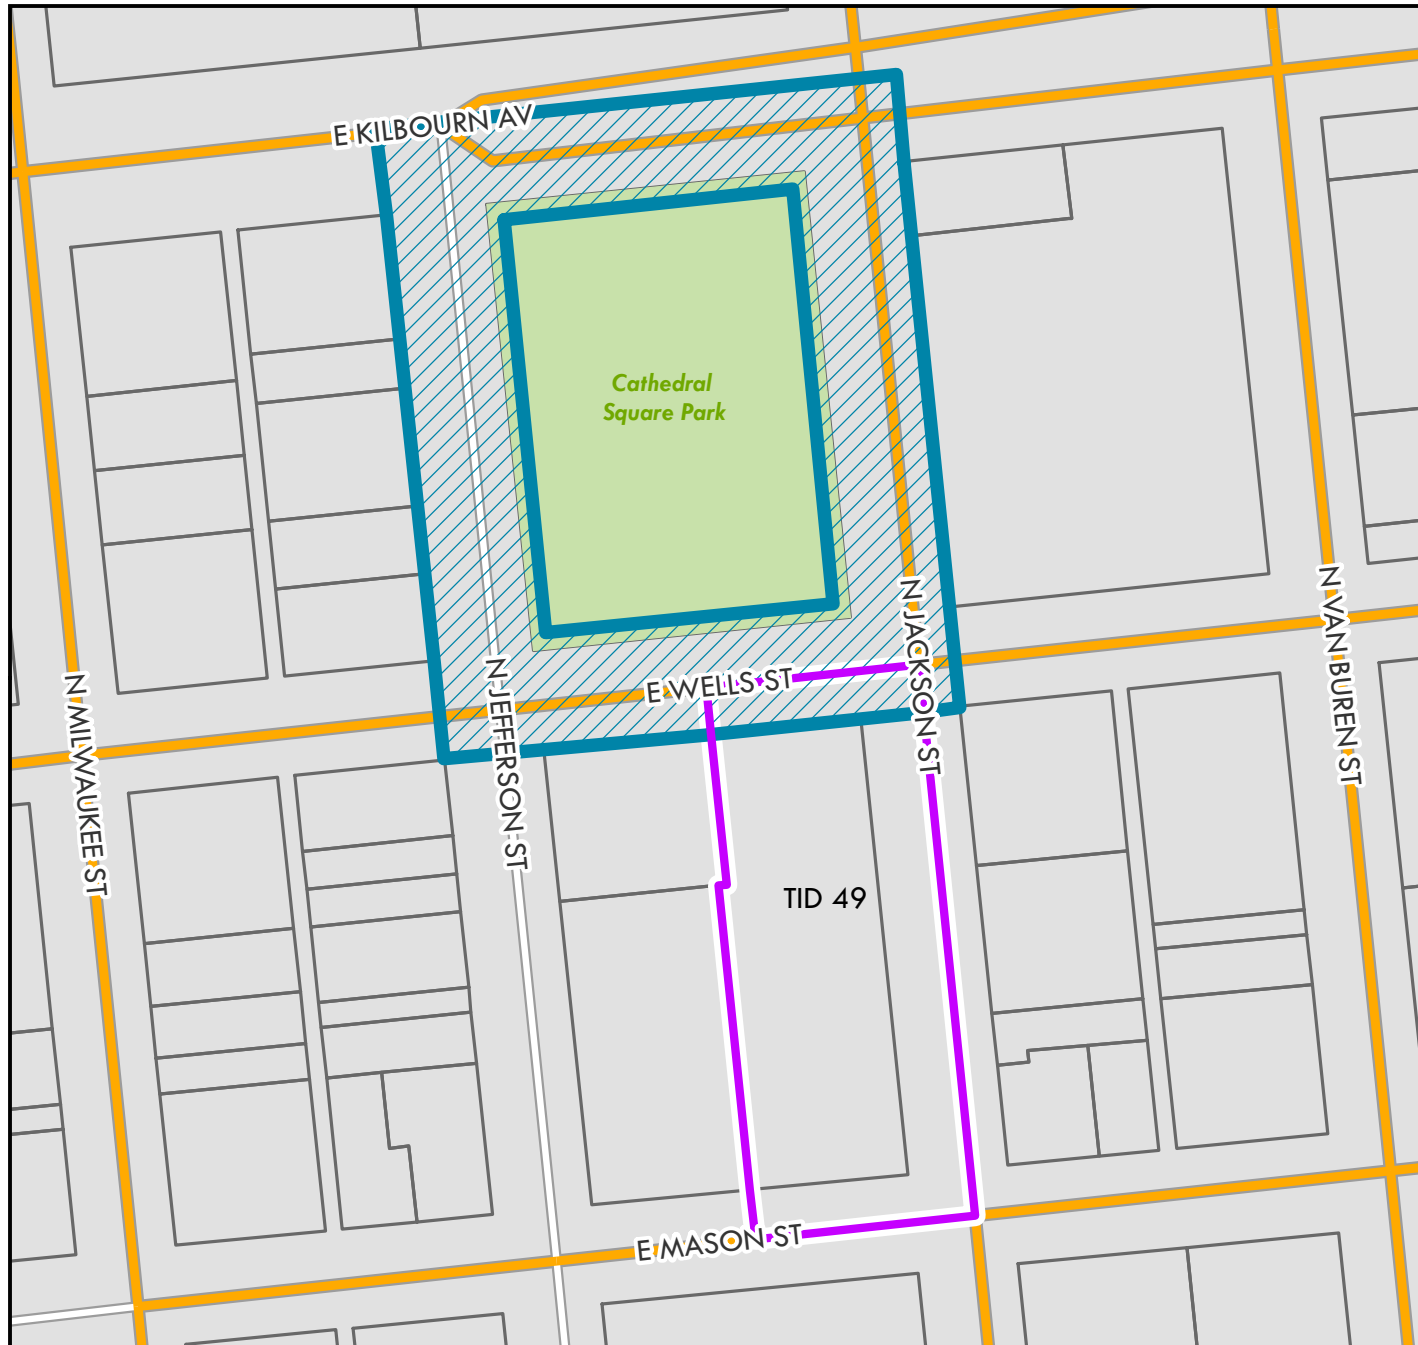 E KILBOURN AV
Cathedral
Square Park
N JACKSON ST
N VAN BUREN ST
E WELLS ST
N JEFFERSON ST
N MILWAUKEE ST
TID 49
E MASON ST